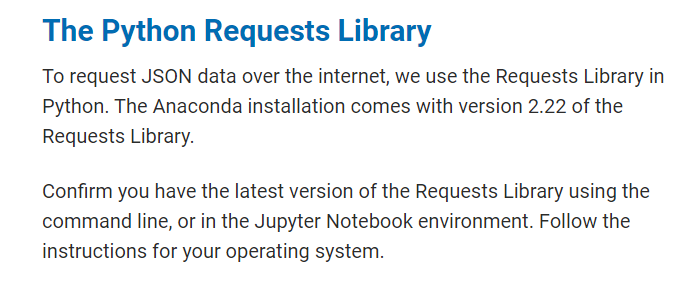 The Python Requests Library
To request JSON data over the internet, we use the Requests Library in
Python. The Anaconda installation comes with version 2.22 of the
Requests Library.
Confirm you have the latest version of the Requests Library using the
command line, or in the Jupyter Notebook environment. Follow the
instructions for your operating system.